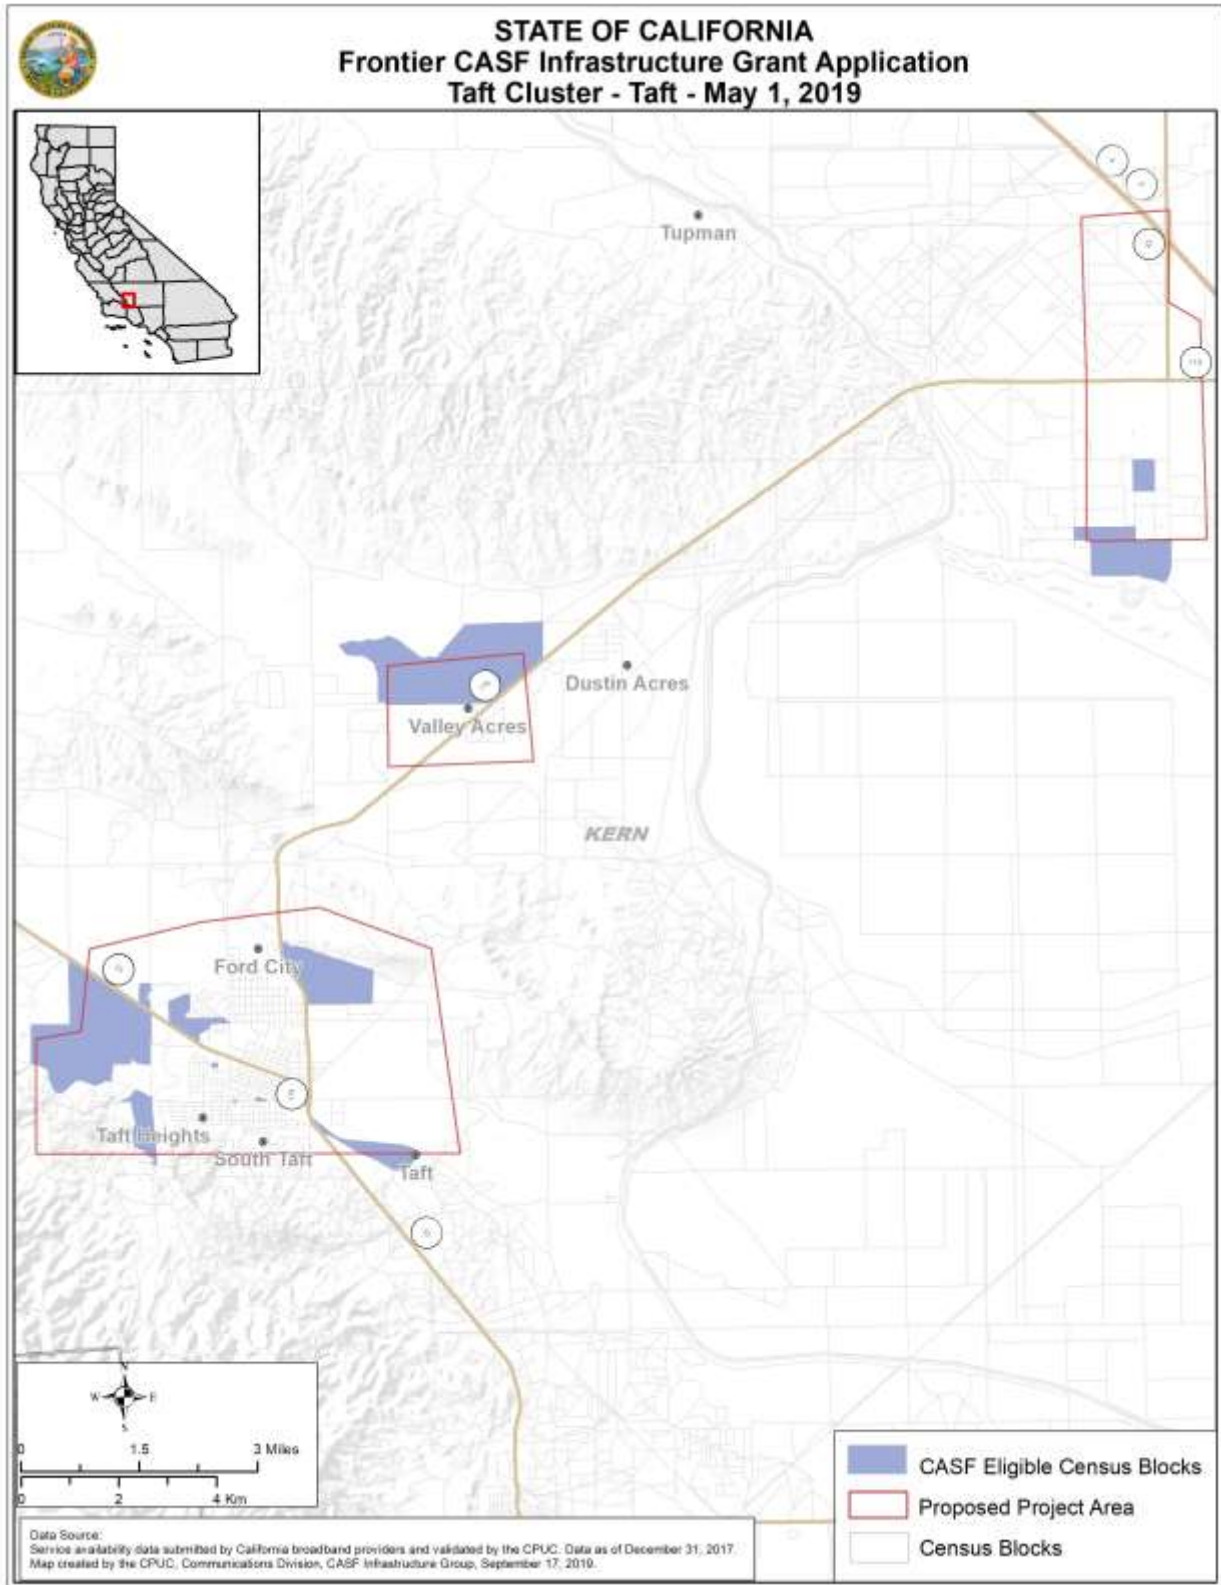 STATE OF CALIFORNIA
Frontier CASF Infrastructure Grant Application
Taft Cluster - Taft - May 1, 2019
Tupman
Dustin Acres
Valley Acres
KERN
Ford City
Taft Heights
South Taft
Taft
N
W E
S
0 1.5 3 Miles
0 2 4 Km
CASF Eligible Census Blocks
Proposed Project Area
Census Blocks
Data Source:
Service availability data submitted by California broadband providers and validated by the CPUC. Data as of December 31, 2017.
Map created by the CPUC, Communications Division, CASF Infrastructure Group, September 17, 2019.